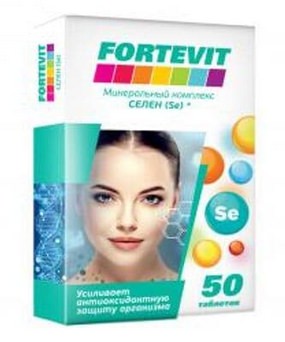 FORTEVIT
Минеральный комплекс
СЕЛЕН (Se) *
FORTEVIT
СЕЛЕН (Se)
Se
Усиливает
антиоксидантную
защиту организма
50
таблеток